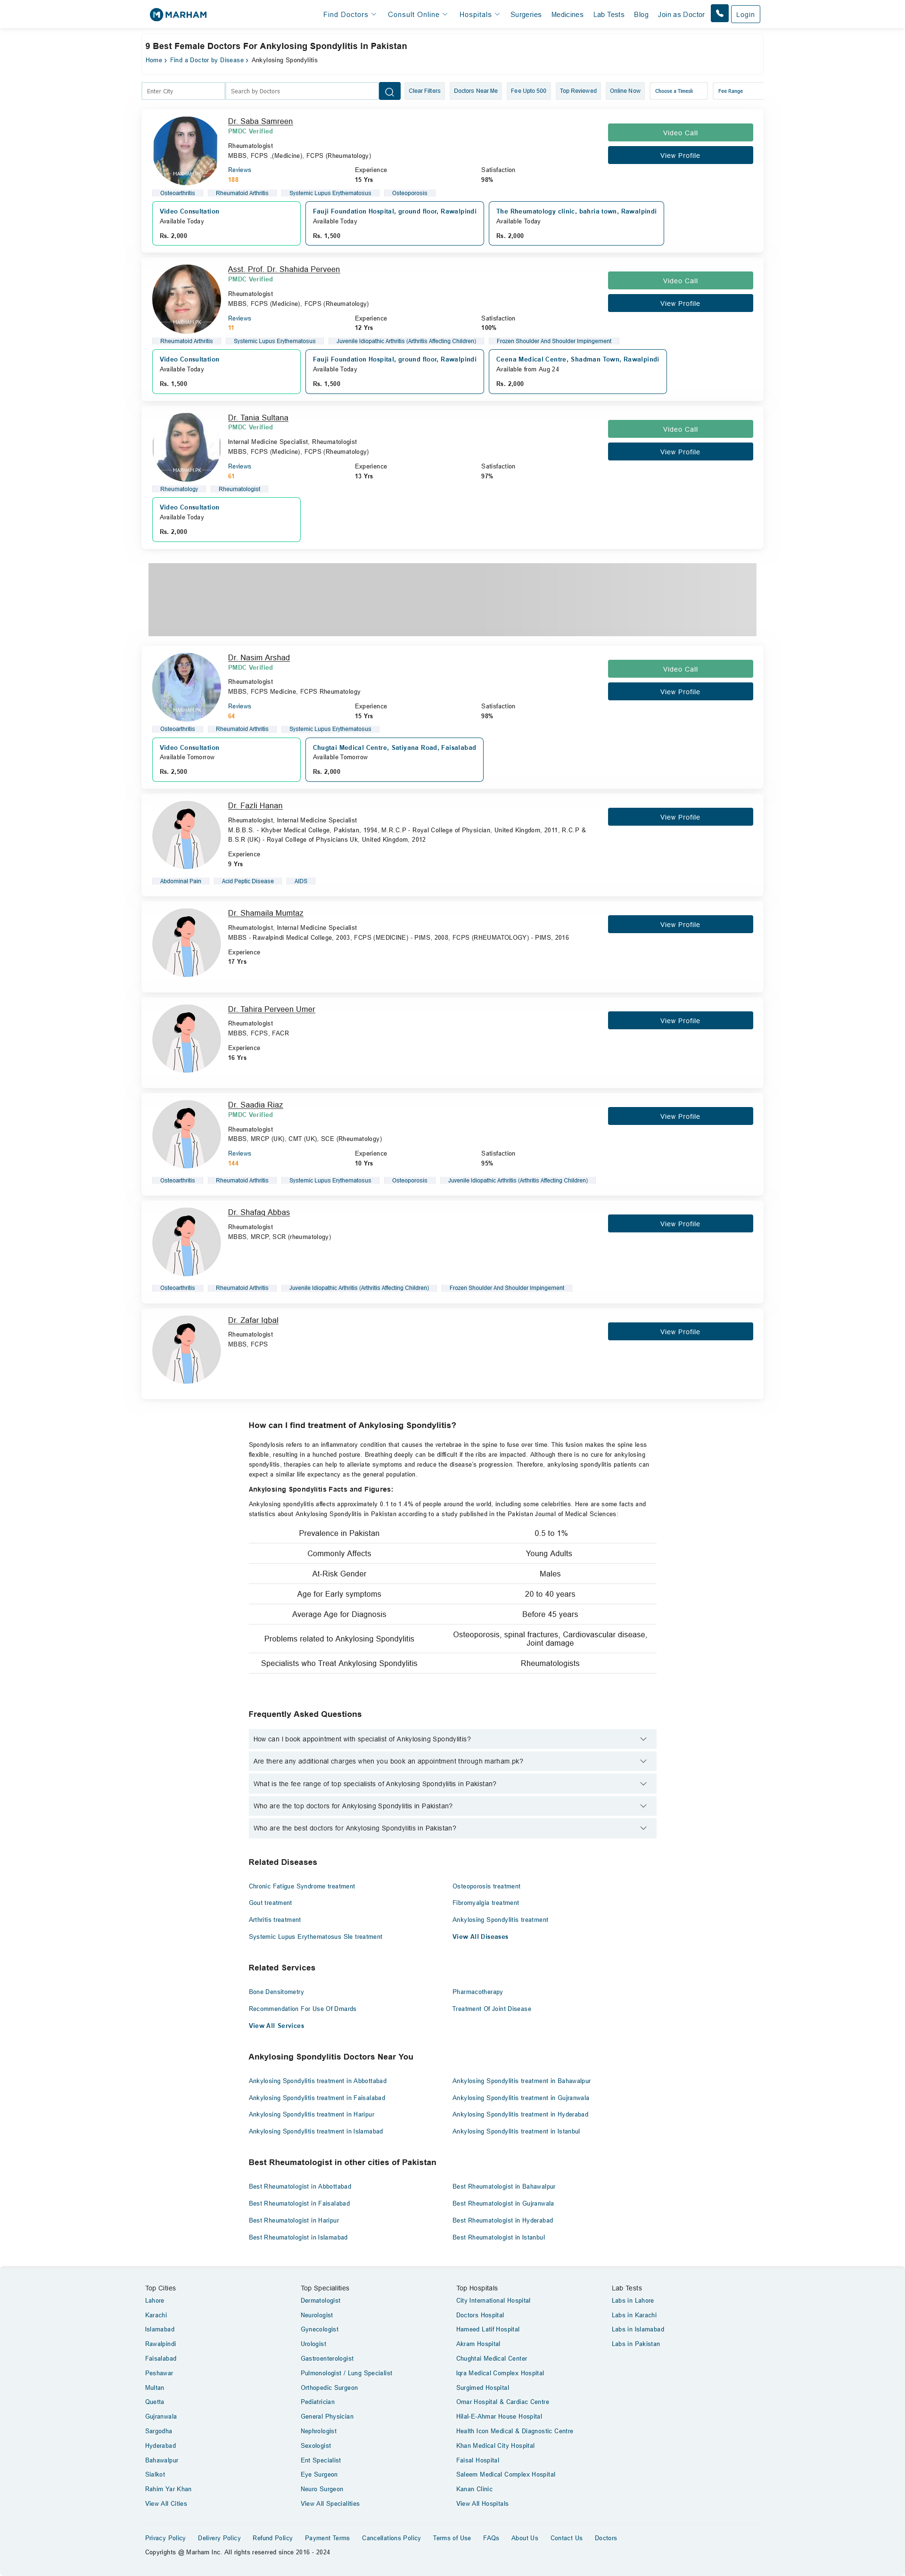 MARHAM
Find Doctors
Consult Online
Hospitals
Surgeries
Medicines
Lab Tests
Blog
Join as Doctor
Login
9 Best Female Doctors For Ankylosing Spondylitis In Pakistan
Home › Find a Doctor by Disease › Ankylosing Spondylitis
Enter City
Search by Doctors
Clear Filters
Doctors Near Me
Fee Upto 500
Top Reviewed
Online Now
Choose a Timeslt
Fee Range
Dr. Saba Samreen
PMDC Verified
Rheumatologist
MBBS, FCPS .(Medicine), FCPS (Rheumatology)
Reviews Experience Satisfaction
188 15 Yrs 98%
MARHAM.PK
Video Call
View Profile
Osteoarthritis Rheumatoid Arthritis Systemic Lupus Erythematosus Osteoporosis
Video Consultation
Available Today
Rs. 2,000
Fauji Foundation Hospital, ground floor, Rawalpindi
Available Today
Rs. 1,500
The Rheumatology clinic, bahria town, Rawalpindi
Available Today
Rs. 2,000
Asst. Prof. Dr. Shahida Perveen
PMDC Verified
Rheumatologist
MBBS, FCPS (Medicine), FCPS (Rheumatology)
Reviews Experience Satisfaction
11 12 Yrs 100%
MARHAM.PK
Video Call
View Profile
Rheumatoid Arthritis Systemic Lupus Erythematosus Juvenile Idiopathic Arthritis (Arthritis Affecting Children) Frozen Shoulder And Shoulder Impingement
Video Consultation
Available Today
Rs. 1,500
Fauji Foundation Hospital, ground floor, Rawalpindi
Available Today
Rs. 1,500
Ceena Medical Centre, Shadman Town, Rawalpindi
Available from Aug 24
Rs. 2,000
Dr. Tania Sultana
PMDC Verified
Internal Medicine Specialist, Rheumatologist
MBBS, FCPS (Medicine), FCPS (Rheumatology)
Reviews Experience Satisfaction
61 13 Yrs 97%
MARHAM.PK
Video Call
View Profile
Rheumatology Rheumatologist
Video Consultation
Available Today
Rs. 2,000
Dr. Nasim Arshad
PMDC Verified
Rheumatologist
MBBS, FCPS Medicine, FCPS Rheumatology
Reviews Experience Satisfaction
64 15 Yrs 98%
MARHAM.PK
Video Call
View Profile
Osteoarthritis Rheumatoid Arthritis Systemic Lupus Erythematosus
Video Consultation
Available Tomorrow
Rs. 2,500
Chugtai Medical Centre, Satiyana Road, Faisalabad
Available Tomorrow
Rs. 2,000
Dr. Fazli Hanan
Rheumatologist, Internal Medicine Specialist
M.B.B.S. - Khyber Medical College, Pakistan, 1994, M.R.C.P - Royal College of Physician, United Kingdom, 2011, R.C.P &
B.S.R (UK) - Royal College of Physicians Uk, United Kingdom, 2012
Experience
9 Yrs
View Profile
Abdominal Pain Acid Peptic Disease AIDS
Dr. Shamaila Mumtaz
Rheumatologist, Internal Medicine Specialist
MBBS - Rawalpindi Medical College, 2003, FCPS (MEDICINE) - PIMS, 2008, FCPS (RHEUMATOLOGY) - PIMS, 2016
Experience
17 Yrs
View Profile
Dr. Tahira Perveen Umer
Rheumatologist
MBBS, FCPS, FACR
Experience
16 Yrs
View Profile
Dr. Saadia Riaz
PMDC Verified
Rheumatologist
MBBS, MRCP (UK), CMT (UK), SCE (Rheumatology)
Reviews Experience Satisfaction
144 10 Yrs 95%
View Profile
Osteoarthritis Rheumatoid Arthritis Systemic Lupus Erythematosus Osteoporosis Juvenile Idiopathic Arthritis (Arthritis Affecting Children)
Dr. Shafaq Abbas
Rheumatologist
MBBS, MRCP, SCR (rheumatology)
View Profile
Osteoarthritis Rheumatoid Arthritis Juvenile Idiopathic Arthritis (Arthritis Affecting Children) Frozen Shoulder And Shoulder Impingement
Dr. Zafar Iqbal
Rheumatologist
MBBS, FCPS
View Profile
How can I find treatment of Ankylosing Spondylitis?
Spondylosis refers to an inflammatory condition that causes the vertebrae in the spine to fuse over time. This fusion makes the spine less
flexible, resulting in a hunched posture. Breathing deeply can be difficult if the ribs are impacted. Although there is no cure for ankylosing
spondylitis, therapies can help to alleviate symptoms and reduce the disease's progression. Therefore, ankylosing spondylitis patients can
expect a similar life expectancy as the general population.
Ankylosing Spondylitis Facts and Figures:
Ankylosing spondylitis affects approximately 0.1 to 1.4% of people around the world, including some celebrities. Here are some facts and
statistics about Ankylosing Spondylitis in Pakistan according to a study published in the Pakistan Journal of Medical Sciences:
Prevalence in Pakistan 0.5 to 1%
Commonly Affects Young Adults
At-Risk Gender Males
Age for Early symptoms 20 to 40 years
Average Age for Diagnosis Before 45 years
Problems related to Ankylosing Spondylitis Osteoporosis, spinal fractures, Cardiovascular disease,
Joint damage
Specialists who Treat Ankylosing Spondylitis Rheumatologists
Frequently Asked Questions
How can I book appointment with specialist of Ankylosing Spondylitis?
Are there any additional charges when you book an appointment through marham.pk?
What is the fee range of top specialists of Ankylosing Spondylitis in Pakistan?
Who are the top doctors for Ankylosing Spondylitis in Pakistan?
Who are the best doctors for Ankylosing Spondylitis in Pakistan?
Related Diseases
Chronic Fatigue Syndrome treatment Osteoporosis treatment
Gout treatment Fibromyalgia treatment
Arthritis treatment Ankylosing Spondylitis treatment
Systemic Lupus Erythematosus Sle treatment View All Diseases
Related Services
Bone Densitometry Pharmacotherapy
Recommendation For Use Of Dmards Treatment Of Joint Disease
View All Services
Ankylosing Spondylitis Doctors Near You
Ankylosing Spondylitis treatment in Abbottabad Ankylosing Spondylitis treatment in Bahawalpur
Ankylosing Spondylitis treatment in Faisalabad Ankylosing Spondylitis treatment in Gujranwala
Ankylosing Spondylitis treatment in Haripur Ankylosing Spondylitis treatment in Hyderabad
Ankylosing Spondylitis treatment in Islamabad Ankylosing Spondylitis treatment in Istanbul
Best Rheumatologist in other cities of Pakistan
Best Rheumatologist in Abbottabad Best Rheumatologist in Bahawalpur
Best Rheumatologist in Faisalabad Best Rheumatologist in Gujranwala
Best Rheumatologist in Haripur Best Rheumatologist in Hyderabad
Best Rheumatologist in Islamabad Best Rheumatologist in Istanbul
Top Cities
Lahore
Karachi
Islamabad
Rawalpindi
Faisalabad
Peshawar
Multan
Quetta
Gujranwala
Sargodha
Hyderabad
Bahawalpur
Sialkot
Rahim Yar Khan
View All Cities
Top Specialities
Dermatologist
Neurologist
Gynecologist
Urologist
Gastroenterologist
Pulmonologist / Lung Specialist
Orthopedic Surgeon
Pediatrician
General Physician
Nephrologist
Sexologist
Ent Specialist
Eye Surgeon
Neuro Surgeon
View All Specialities
Top Hospitals
City International Hospital
Doctors Hospital
Hameed Latif Hospital
Akram Hospital
Chughtai Medical Center
Iqra Medical Complex Hospital
Surgimed Hospital
Omar Hospital & Cardiac Centre
Hilal-E-Ahmar House Hospital
Health Icon Medical & Diagnostic Centre
Khan Medical City Hospital
Faisal Hospital
Saleem Medical Complex Hospital
Kanan Clinic
View All Hospitals
Lab Tests
Labs in Lahore
Labs in Karachi
Labs in Islamabad
Labs in Pakistan
Privacy Policy Delivery Policy Refund Policy Payment Terms Cancellations Policy Terms of Use FAQs About Us Contact Us Doctors
Copyrights @ Marham Inc. All rights reserved since 2016 - 2024